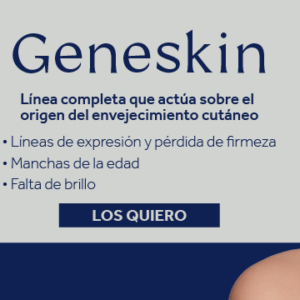 Geneskin
Línea completa que actúa sobre el
origen del envejecimiento cutáneo
• Líneas de expresión y pérdida de firmeza
• Manchas de la edad
• Falta de brillo
LOS QUIERO